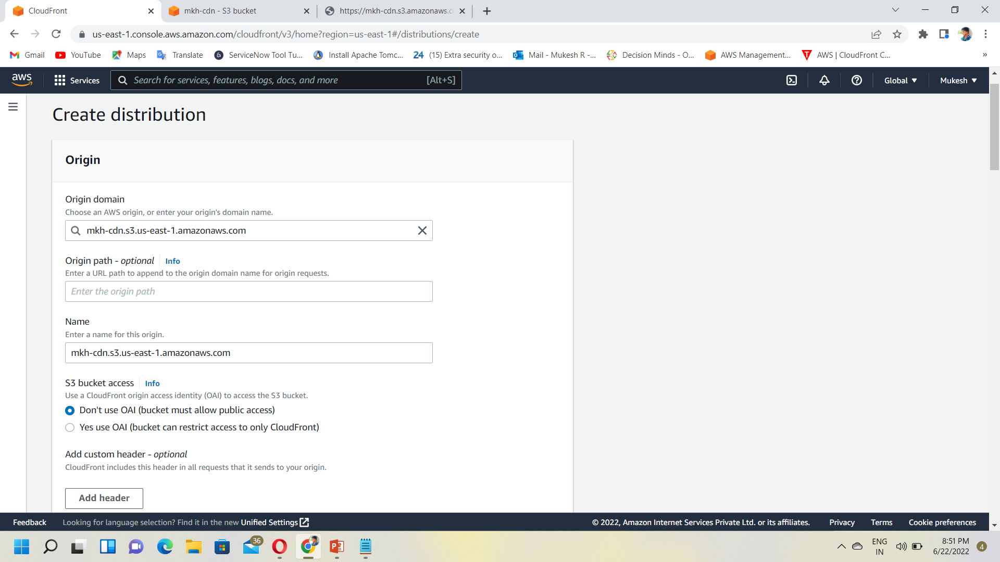 CloudFront
mkh-cdn - S3 bucket
https://mkh-cdn.s3.amazonaws.c
us-east-1.console.aws.amazon.com/cloudfront/v3/home?region=us-east-1#/distributions/create
Gmail
YouTube
Maps
Translate
ServiceNow Tool Tu...
Install Apache Tomc...
24 (15) Extra security o...
Mail - Mukesh R -...
Decision Minds - O...
AWS Management...
AWS | CloudFront C...
»
aws
Services
Search for services, features, blogs, docs, and more [Alt+S]
Global
Mukesh
Create distribution
Origin
Origin domain
Choose an AWS origin, or enter your origin's domain name.
mkh-cdn.s3.us-east-1.amazonaws.com
Origin path - optional Info
Enter a URL path to append to the origin domain name for origin requests.
Enter the origin path
Name
Enter a name for this origin.
mkh-cdn.s3.us-east-1.amazonaws.com
S3 bucket access Info
Use a CloudFront origin access identity (OAI) to access the S3 bucket.
Don't use OAI (bucket must allow public access)
Yes use OAI (bucket can restrict access to only CloudFront)
Add custom header - optional
CloudFront includes this header in all requests that it sends to your origin.
Add header
Feedback
Looking for language selection? Find it in the new Unified Settings
© 2022, Amazon Internet Services Private Ltd. or its affiliates.
Privacy
Terms
Cookie preferences
36
ENG
IN
8:51 PM
6/22/2022
4